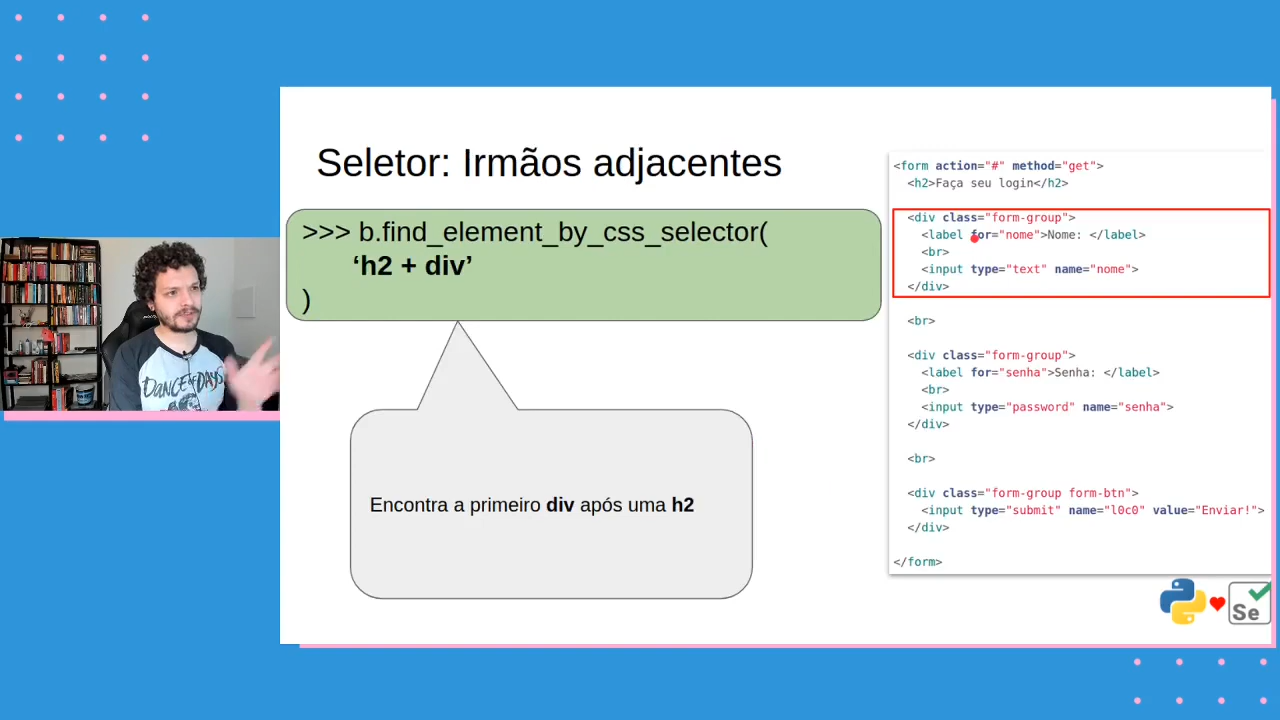 Seletor: Irmãos adjacentes
>>> b.find_element_by_css_selector(
‘h2 + div’
)
Encontra a primeiro div após uma h2
<form action="#" method="get">
<h2>Faça seu login</h2>
<div class="form-group">
<label for="nome">Nome: </label>
<br>
<input type="text" name="nome">
</div>
<br>
<div class="form-group">
<label for="senha">Senha: </label>
<br>
<input type="password" name="senha">
</div>
<br>
<div class="form-group form-btn">
<input type="submit" name="l0c0" value="Enviar!">
</div>
</form>
Se
DANCE OF DAYS